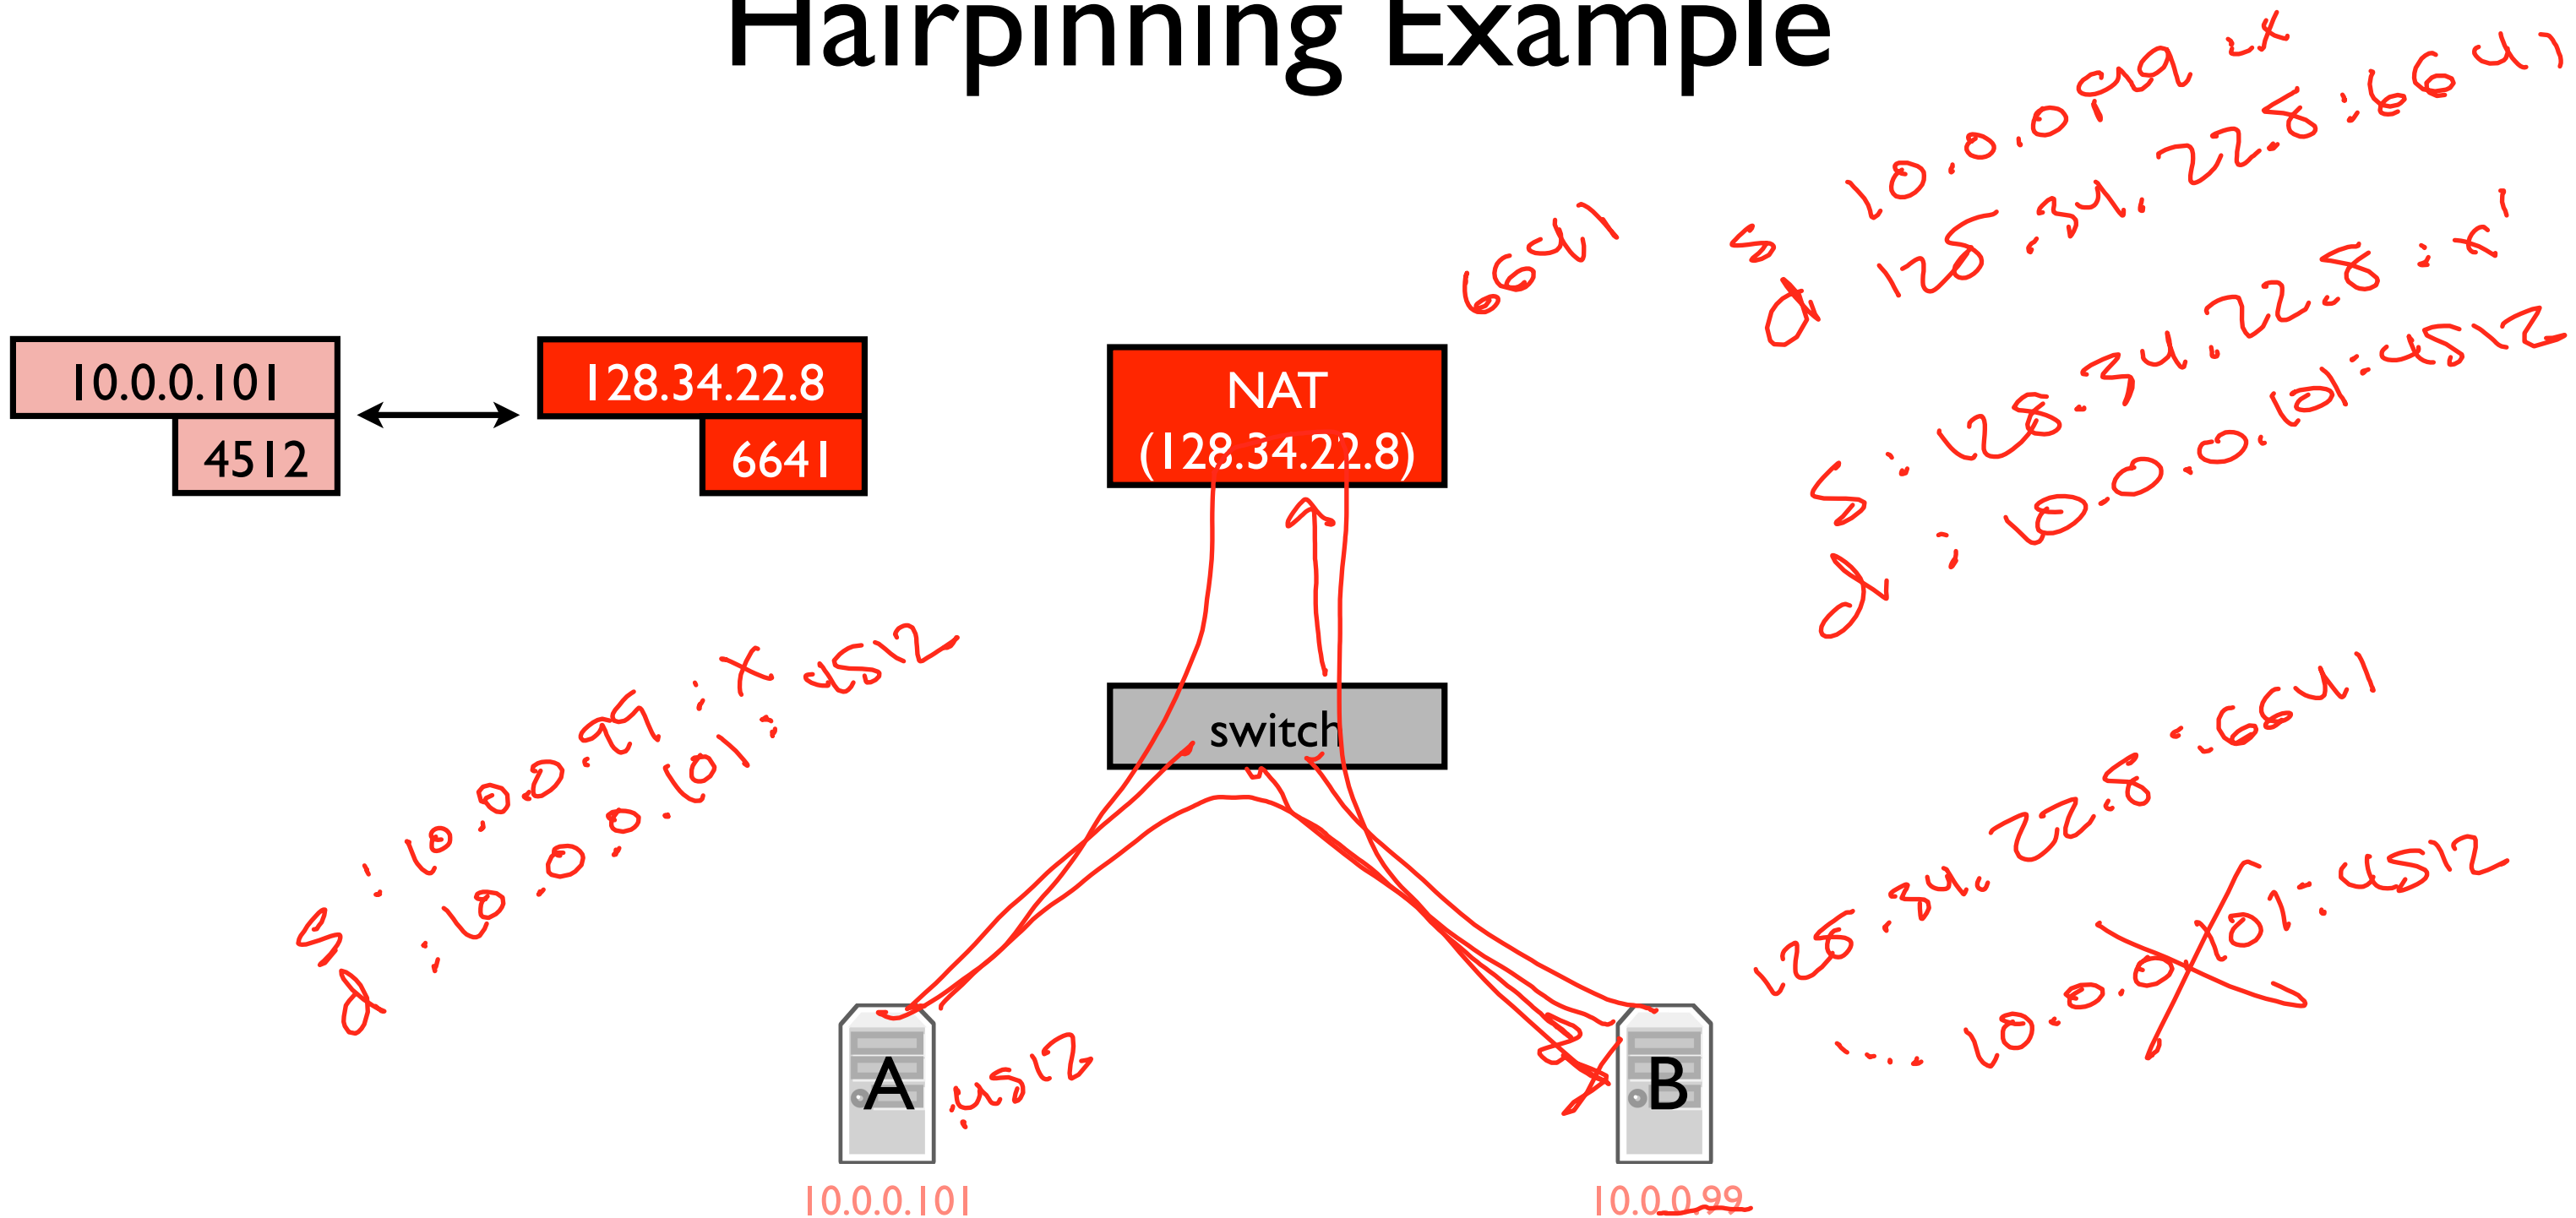 Hairpinning Example
s 10.0.0.99 :x
d 128.34.22.8:6641
6641
s: 128.34.22.8:x'
d: 10.0.0.101:4512
10.0.0.101
4512
128.34.22.8
6641
NAT
(128.34.22.8)
s: 10.0.0.99:x
d: 10.0.0.101:4512
switch
128.34.22.8:6641
10.0.0.101:4512
A
:4512
B
10.0.0.101
10.0.0.99